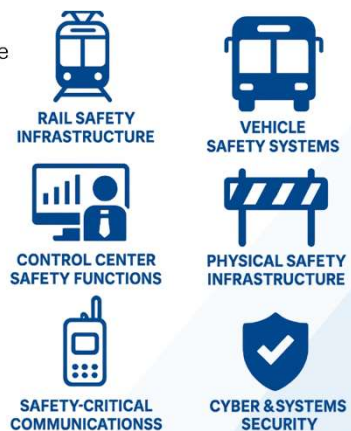 e
RAIL SAFETY
INFRASTRUCTURE
VEHICLE
SAFETY SYSTEMS
CONTROL CENTER
SAFETY FUNCTIONS
PHYSICAL SAFETY
INFRASTRUCTURE
SAFETY-CRITICAL
COMMUNICATIONSS
CYBER & SYSTEMS
SECURITY